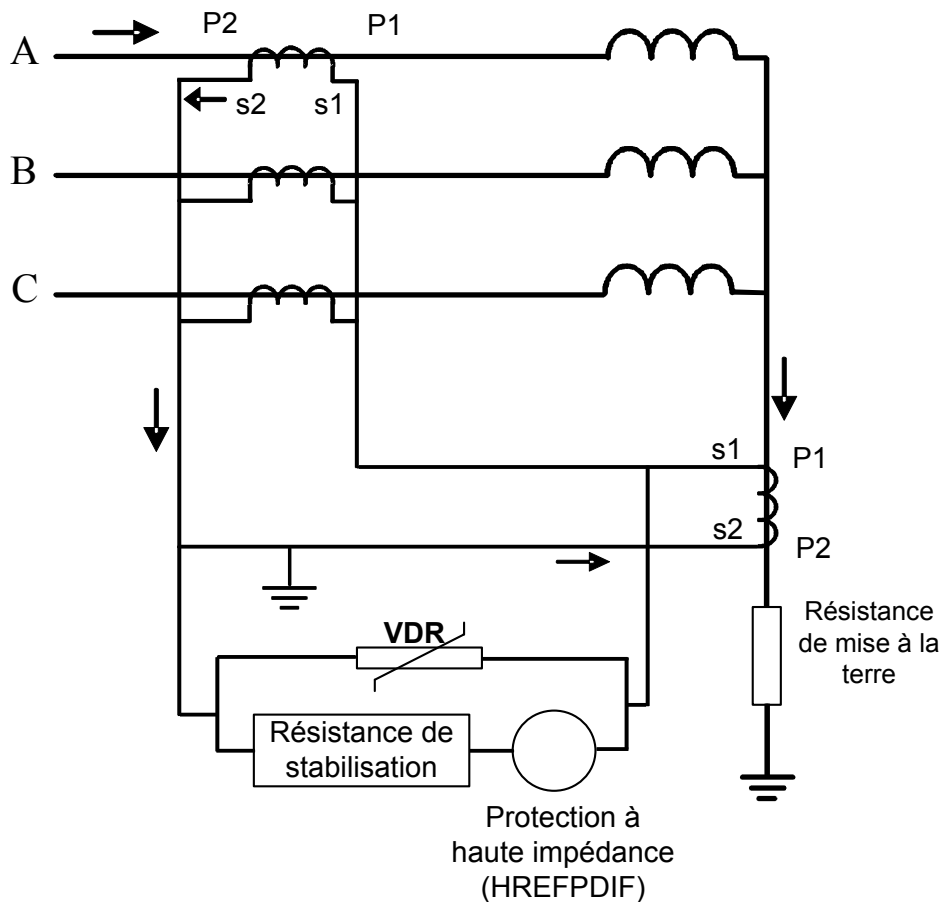 P2
P1
A
s2
s1
B
C
s1
P1
s2
P2
Résistance
de mise à la
terre
VDR
Résistance de
stabilisation
Protection à
haute impédance
(HREFPDIF)